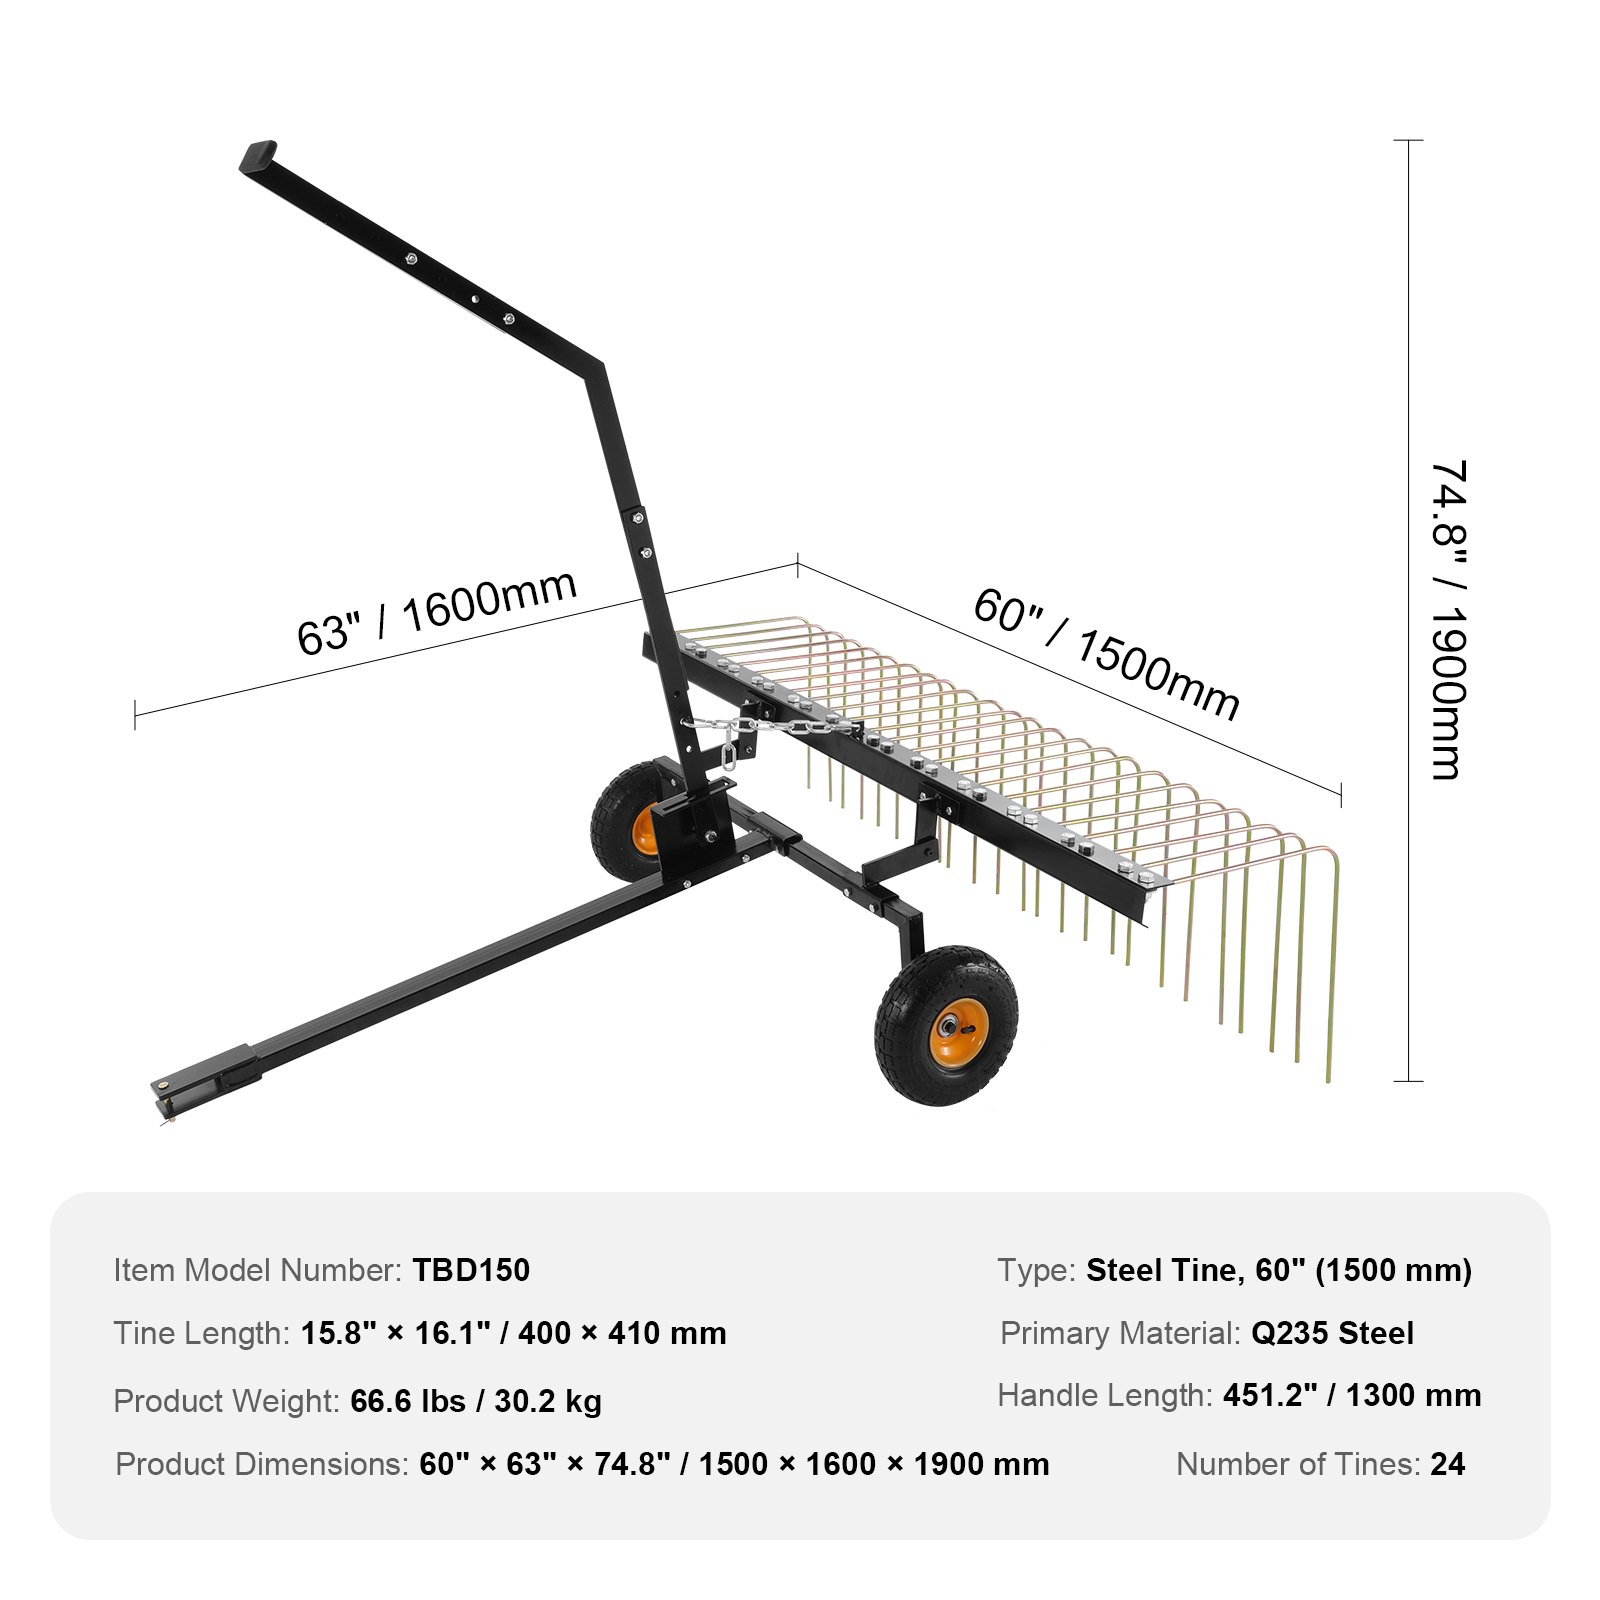 63" / 1600mm
60" / 1500mm
74.8" / 1900mm
Item Model Number: TBD150
Type: Steel Tine, 60" (1500 mm)
Tine Length: 15.8" × 16.1" / 400 × 410 mm
Primary Material: Q235 Steel
Product Weight: 66.6 lbs / 30.2 kg
Handle Length: 451.2" / 1300 mm
Product Dimensions: 60" × 63" × 74.8" / 1500 × 1600 × 1900 mm
Number of Tines: 24